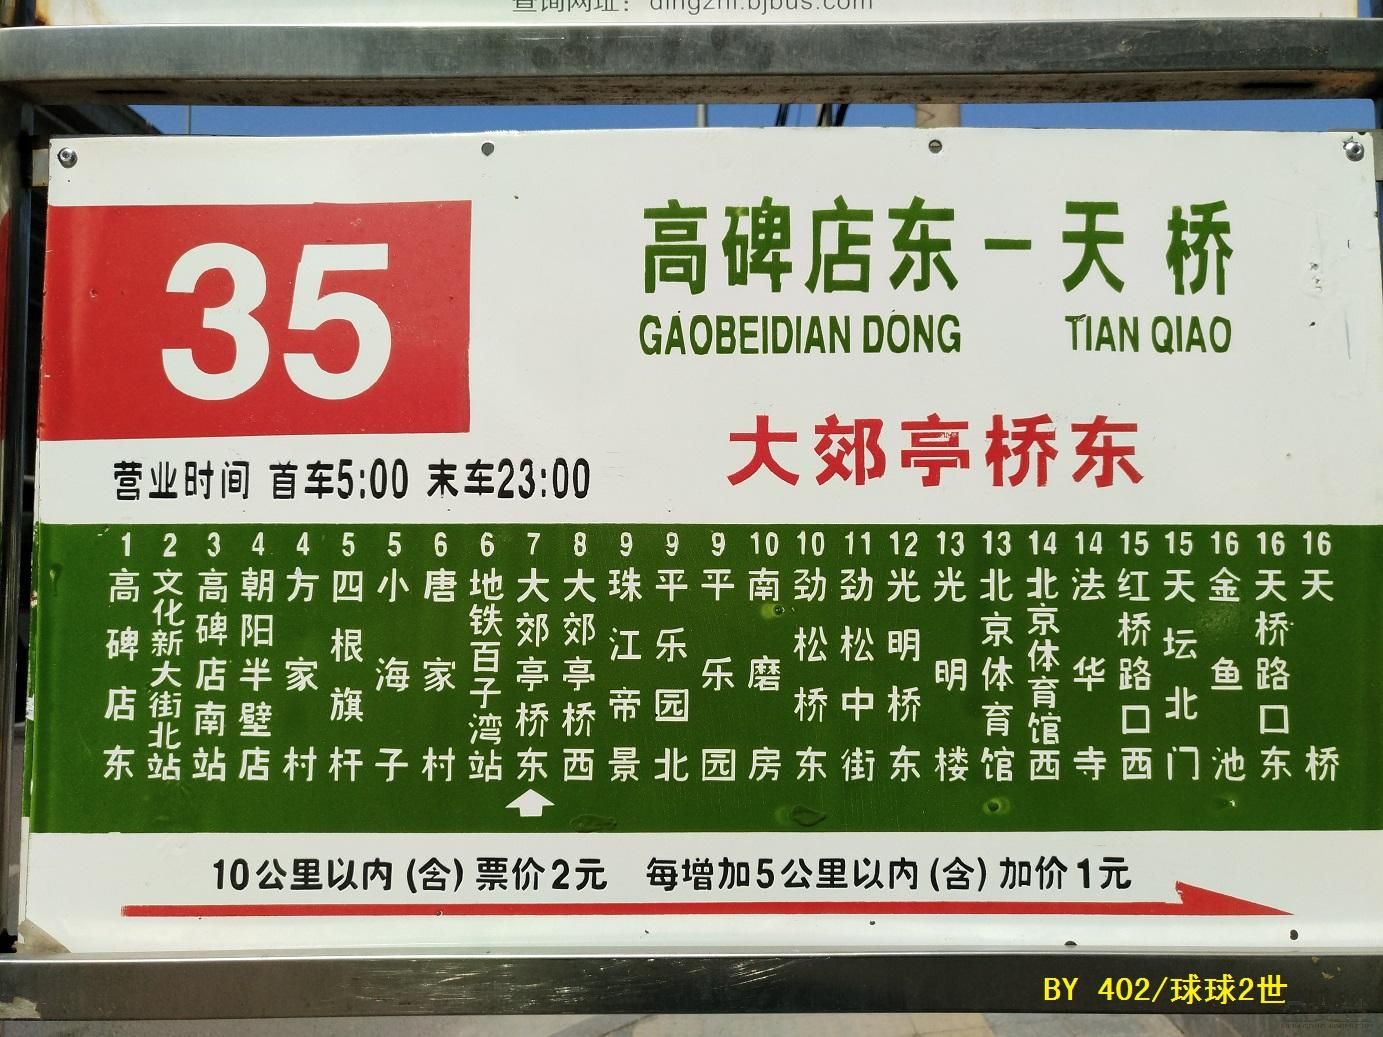 查询网址：dingzhi.bjbus.com
35
高碑店东－天桥
GAOBEIDIAN DONG TIAN QIAO
大郊亭桥东
营业时间 首车5:00 末车23:00
1 高碑店东
2 文化新大街北站
3 高碑店南站
4 朝阳半壁店
4 方家村
5 四根旗杆
5 小海子
6 唐家村
6 地铁百子湾站
7 大郊亭桥东
8 大郊亭桥西
9 珠江帝景
9 平乐园北
9 平乐园
10 南磨房
10 劲松桥东
11 劲松中街
12 光明桥东
13 光明楼
13 北京体育馆
14 北京体育馆西
14 法华寺
15 红桥路口西
15 天坛北门
16 金鱼池
16 天桥路口东
16 天桥
10公里以内(含)票价2元 每增加5公里以内(含)加价1元
BY 402/球球2世